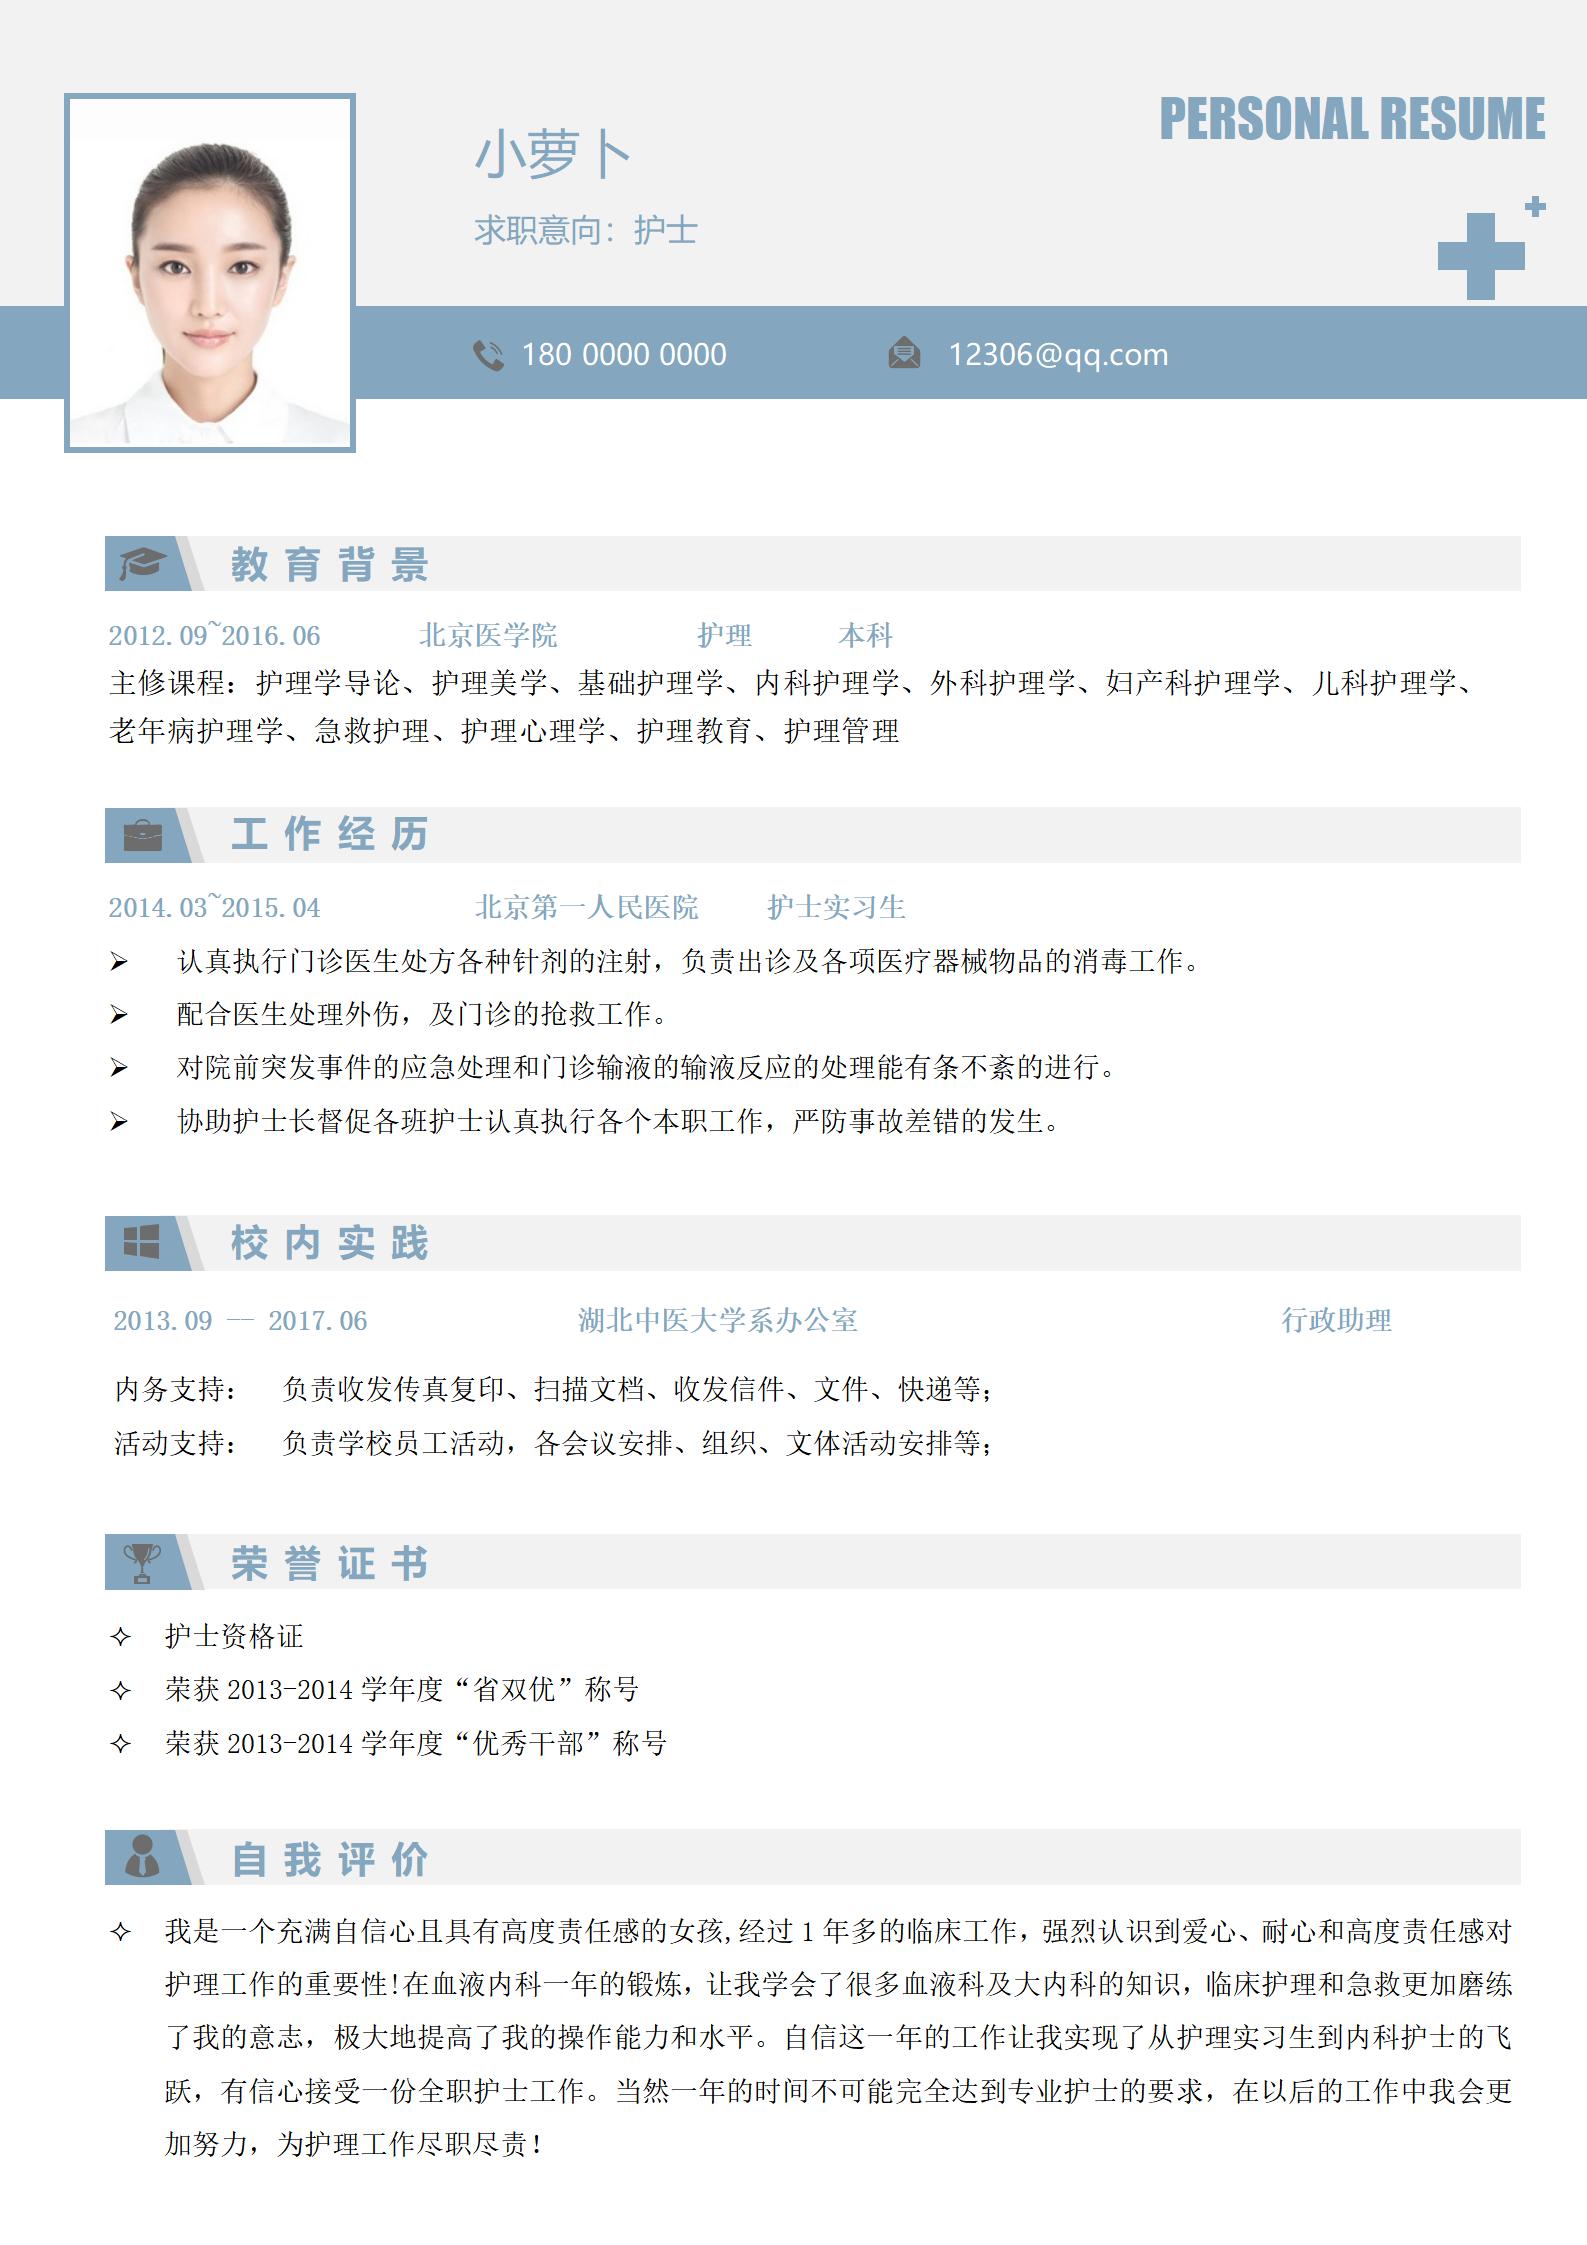 PERSONAL RESUME
小萝卜
求职意向：护士
180 0000 0000 12306@qq.com
教育背景
2012.09~2016.06 北京医学院 护理 本科
主修课程：护理学导论、护理美学、基础护理学、内科护理学、外科护理学、妇产科护理学、儿科护理学、
老年病护理学、急救护理、护理心理学、护理教育、护理管理
工作经历
2014.03~2015.04 北京第一人民医院 护士实习生
➢ 认真执行门诊医生处方各种针剂的注射，负责出诊及各项医疗器械物品的消毒工作。
➢ 配合医生处理外伤，及门诊的抢救工作。
➢ 对院前突发事件的应急处理和门诊输液的输液反应的处理能有条不紊的进行。
➢ 协助护士长督促各班护士认真执行各个本职工作，严防事故差错的发生。
校内实践
2013.09 -- 2017.06 湖北中医大学系办公室 行政助理
内务支持： 负责收发传真复印、扫描文档、收发信件、文件、快递等；
活动支持： 负责学校员工活动，各会议安排、组织、文体活动安排等；
荣誉证书
✧ 护士资格证
✧ 荣获 2013-2014 学年度“省双优”称号
✧ 荣获 2013-2014 学年度“优秀干部”称号
自我评价
✧ 我是一个充满自信心且具有高度责任感的女孩,经过 1 年多的临床工作，强烈认识到爱心、耐心和高度责任感对
护理工作的重要性!在血液内科一年的锻炼，让我学会了很多血液科及大内科的知识，临床护理和急救更加磨练
了我的意志，极大地提高了我的操作能力和水平。自信这一年的工作让我实现了从护理实习生到内科护士的飞
跃，有信心接受一份全职护士工作。当然一年的时间不可能完全达到专业护士的要求，在以后的工作中我会更
加努力，为护理工作尽职尽责！